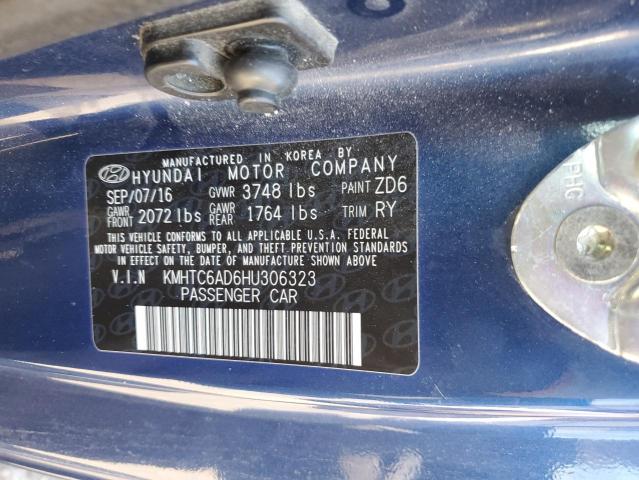 MANUFACTURED IN KOREA BY
HYUNDAI MOTOR COMPANY
SEP/07/16 GVWR 3748 lbs PAINT ZD6
GAWR FRONT 2072 lbs GAWR REAR 1764 lbs TRIM RY
THIS VEHICLE CONFORMS TO ALL APPLICABLE U.S.A. FEDERAL
MOTOR VEHICLE SAFETY, BUMPER, AND THEFT PREVENTION STANDARDS
IN EFFECT ON THE DATE OF MANUFACTURE SHOWN ABOVE.
V.I.N KMHTC6AD6HU306323
PASSENGER CAR
PHG